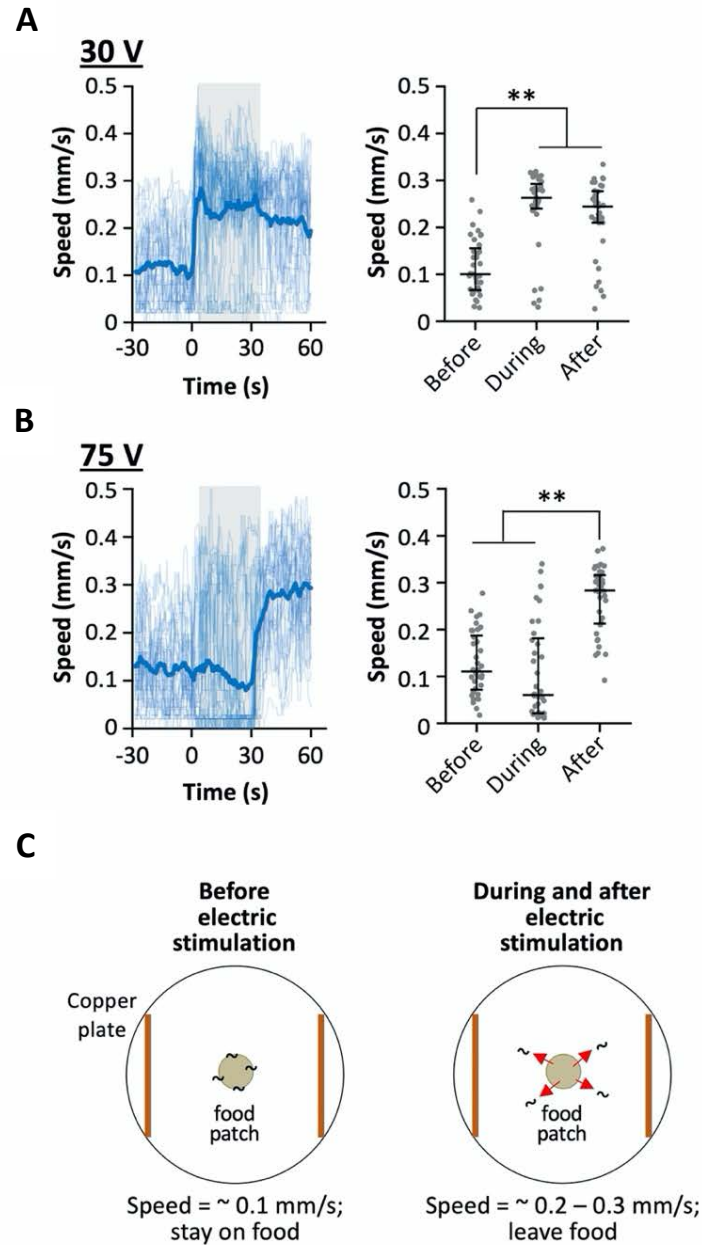 A
30 V
0.5
0.4
0.3
0.2
0.1
0
Speed (mm/s)
-30 0 30 60
Time (s)
**
0.5
0.4
0.3
0.2
0.1
0
Speed (mm/s)
Before During After
B
75 V
0.5
0.4
0.3
0.2
0.1
0
Speed (mm/s)
-30 0 30 60
Time (s)
**
0.5
0.4
0.3
0.2
0.1
0
Speed (mm/s)
Before During After
C
Before
electric
stimulation
Copper
plate
food
patch
Speed = ~ 0.1 mm/s;
stay on food
During and after
electric
stimulation
food
patch
Speed = ~ 0.2 – 0.3 mm/s;
leave food